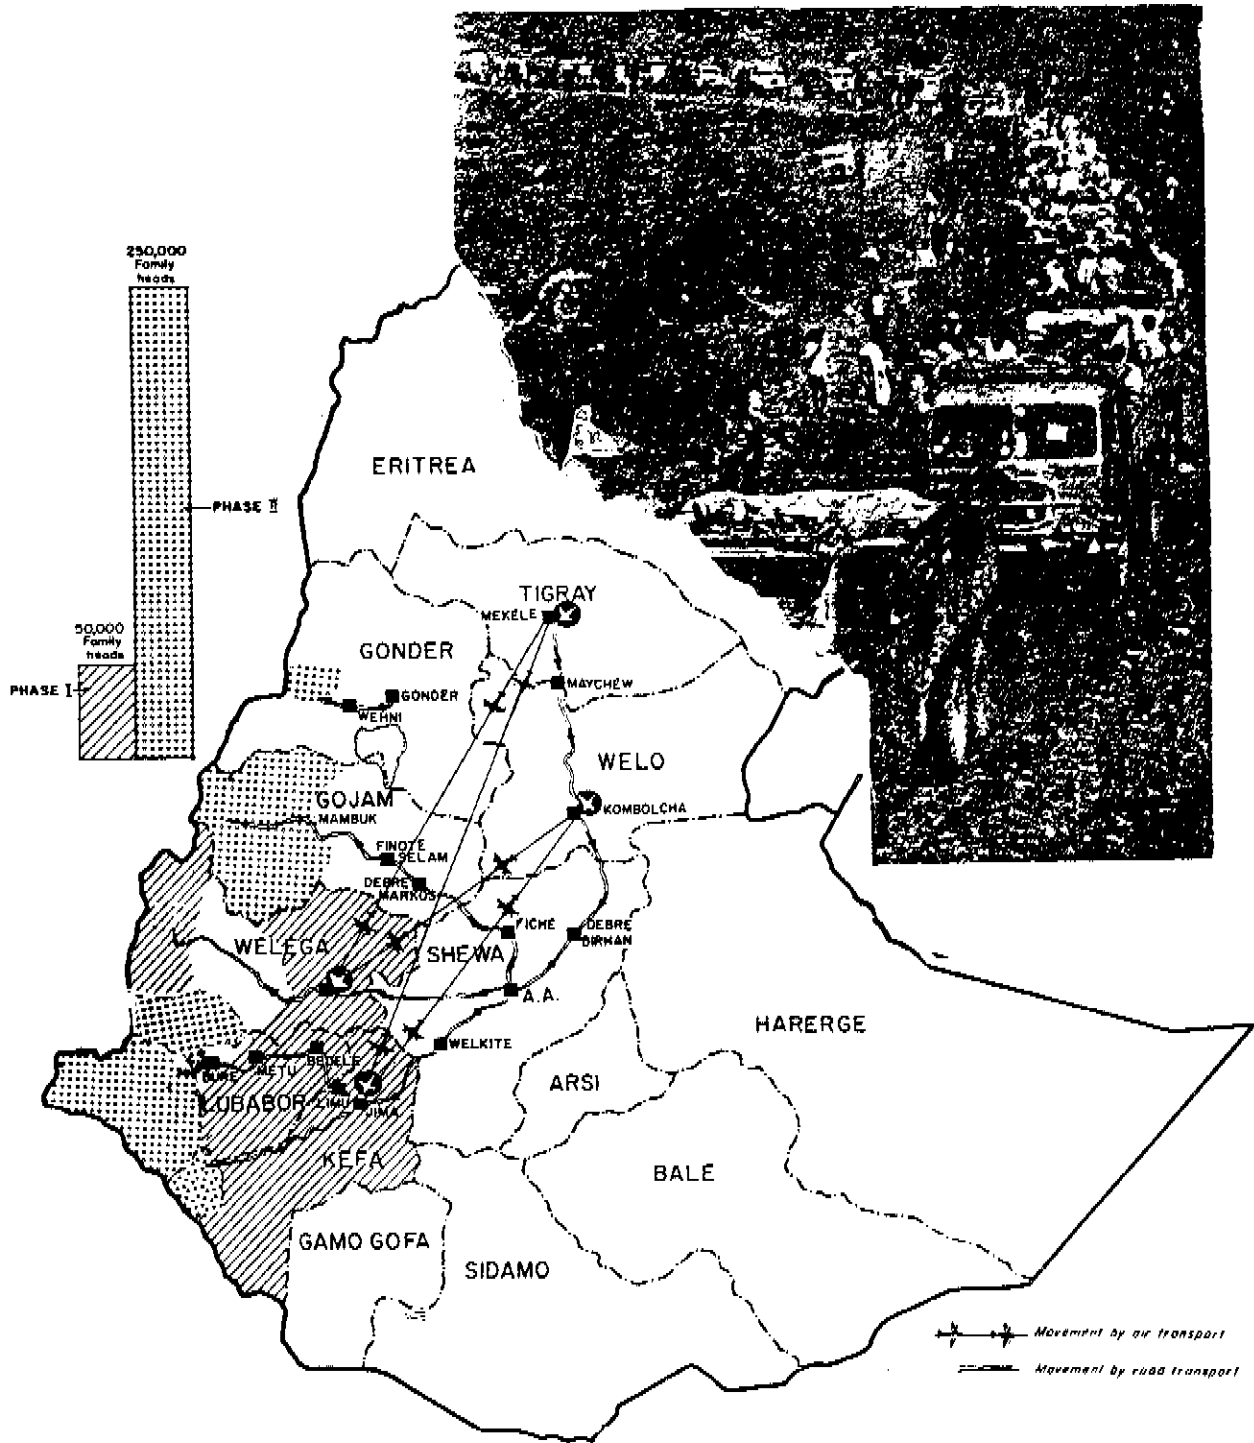 250,000
Family
heads
ERITREA
PHASE II
TIGRAY
MEKELE
50,000
Family
heads
GONDER
PHASE I
MAYCHEW
GONDER
WEHNI
WELO
GOJAM
KOMBOLCHA
MAMBUK
FINOTE
SELAM
DEBRE
MARKOS
FICHE
DEBRE
BIRHAN
WELEGA
SHEWA
A.A.
HARERGE
WELKITE
BEDELE
METU
GURE
ARSI
LUBABOR
LIMU
JIMA
KEFA
BALE
GAMO GOFA
SIDAMO
Movement by air transport
Movement by road transport